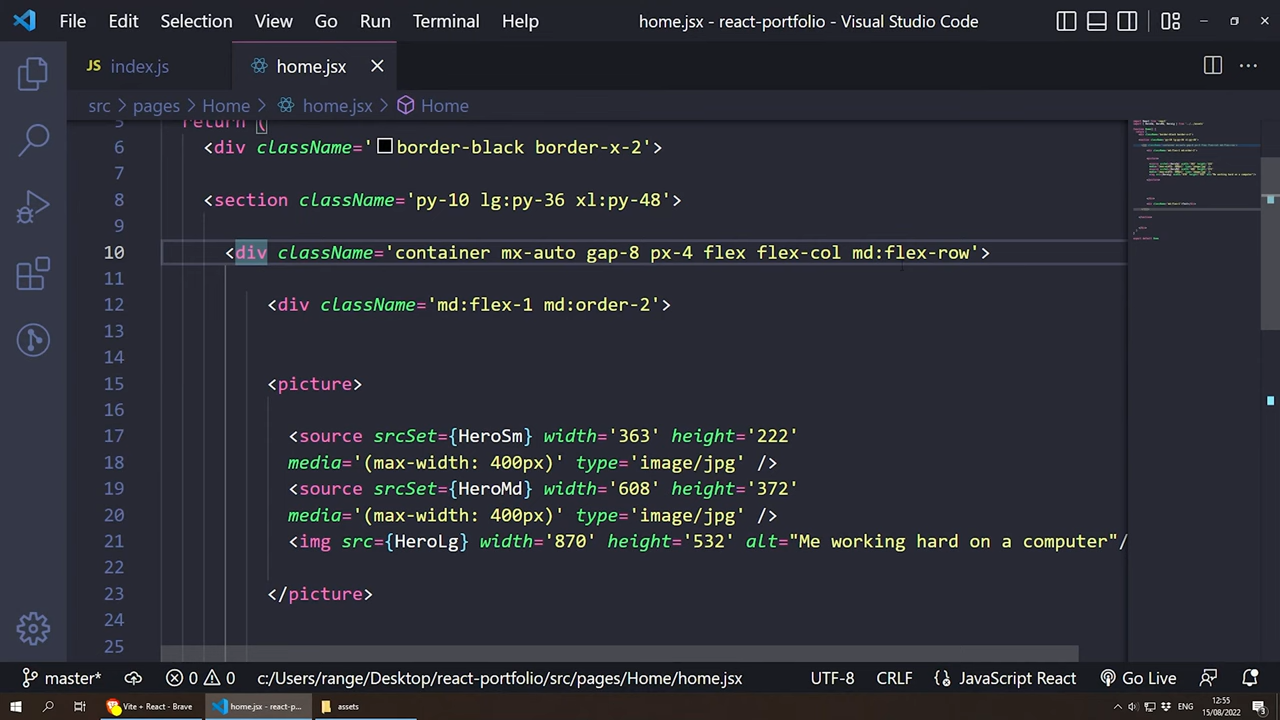 File Edit Selection View Go Run Terminal Help home.jsx - react-portfolio - Visual Studio Code
JS index.js home.jsx
src > pages > Home > home.jsx > Home
5 return (
6 <div className=' border-block border-x-2'>
7
8 <section className='py-10 lg:py-36 xl:py-48'>
9
10 <div className='container mx-auto gap-8 px-4 flex flex-col md:flex-row'>
11
12 <div className='md:flex-1 md:order-2'>
13
14
15 <picture>
16
17 <source srcSet={HeroSm} width='363' height='222'
18 media='(max-width: 400px)' type='image/jpg' />
19 <source srcSet={HeroMd} width='608' height='372'
20 media='(max-width: 400px)' type='image/jpg' />
21 <img src={HeroLg} width='870' height='532' alt="Me working hard on a computer"/
22
23 </picture>
24
25
master* 0 0 c:/Users/range/Desktop/react-portfolio/src/pages/Home/home.jsx UTF-8 CRLF JavaScript React Go Live
Vite + React - Brave home.jsx - react-p... assets 12:55
15/08/2022